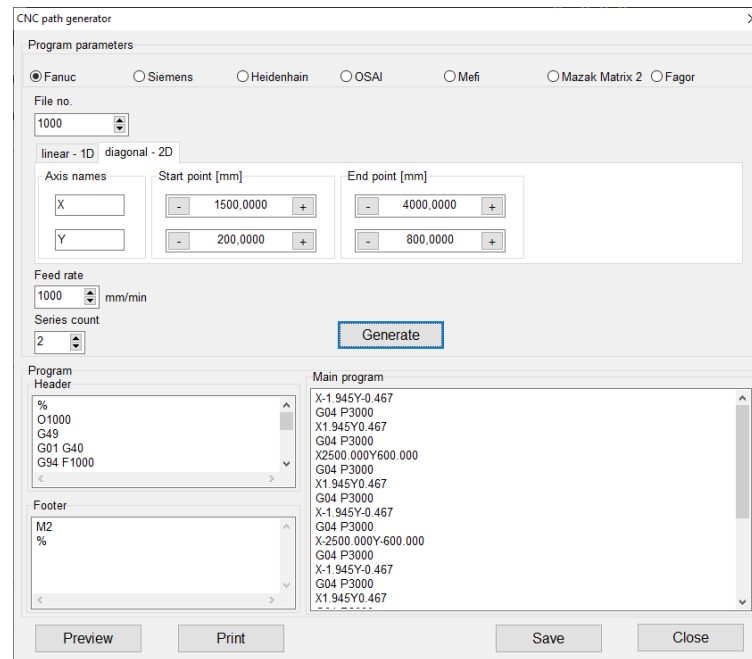 CNC path generator
Program parameters
Fanuc Siemens Heidenhain OSAI Mefi Mazak Matrix 2 Fagor
File no.
1000
linear - 1D diagonal - 2D
Axis names Start point [mm] End point [mm]
X - 1500,0000 + - 4000,0000 +
Y - 200,0000 + - 800,0000 +
Feed rate
1000 mm/min
Series count
2
Generate
Program
Header
%
O1000
G49
G01 G40
G94 F1000
Footer
M2
%
Main program
X-1.945Y-0.467
G04 P3000
X1.945Y0.467
G04 P3000
X2500.000Y600.000
G04 P3000
X1.945Y0.467
G04 P3000
X-1.945Y-0.467
G04 P3000
X-2500.000Y-600.000
G04 P3000
X-1.945Y-0.467
G04 P3000
X1.945Y0.467
Preview Print Save Close